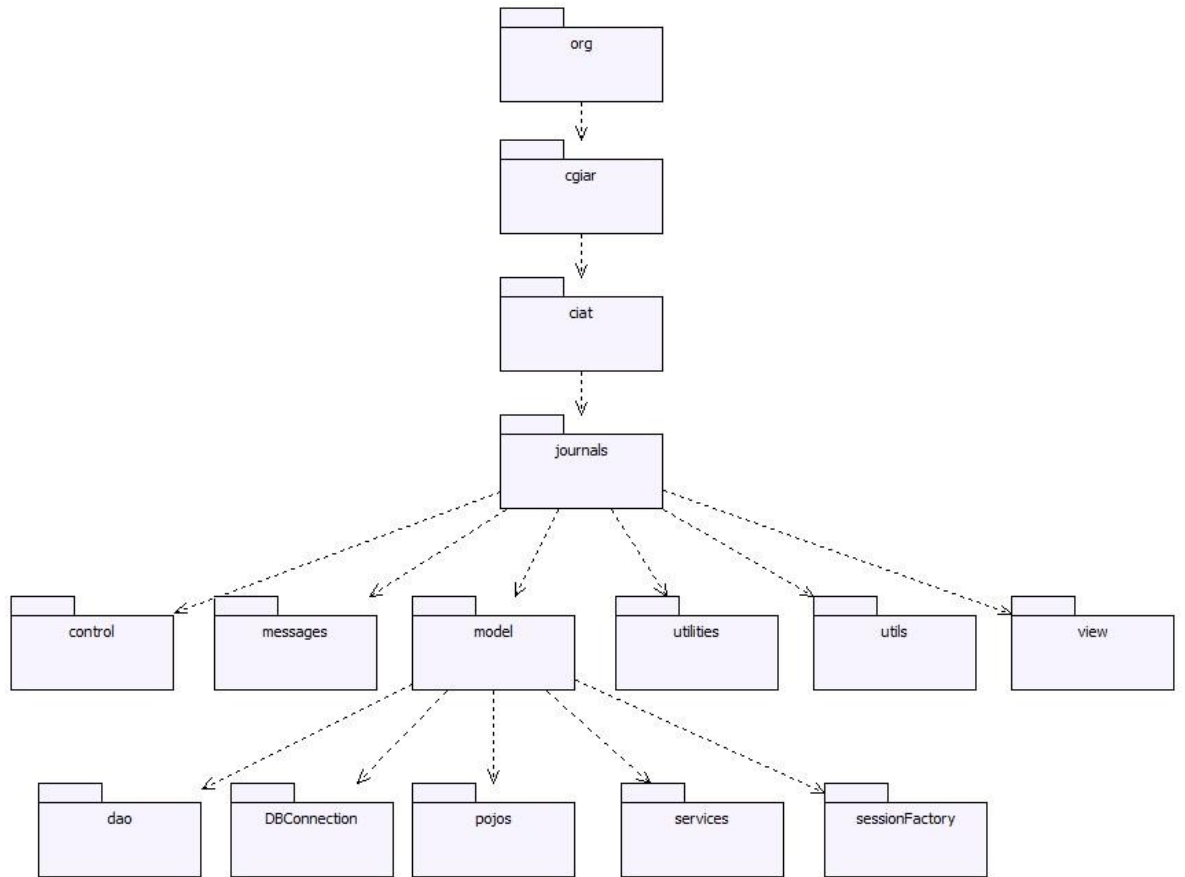 org
cgiar
ciat
journals
control
messages
model
utilities
utils
view
dao
DBConnection
pojos
services
sessionFactory